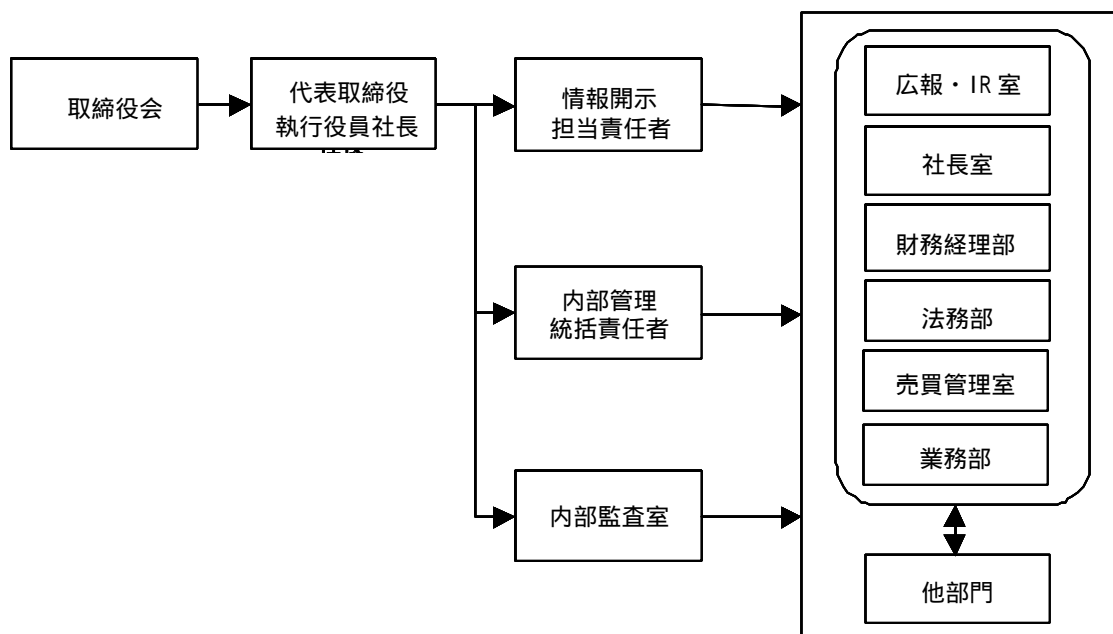 取締役会
代表取締役
執行役員社長
情報開示
担当責任者
内部管理
統括責任者
内部監査室
広報・IR 室
社長室
財務経理部
法務部
売買管理室
業務部
他部門